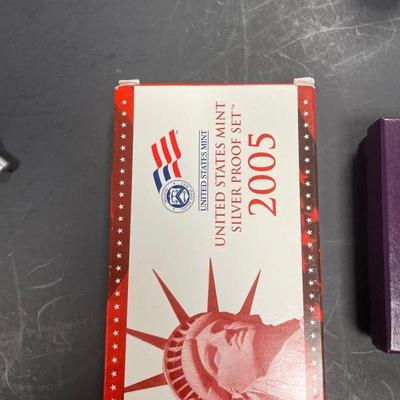 UNITED STATES MINT
UNITED STATES MINT
SILVER PROOF SET™
2005